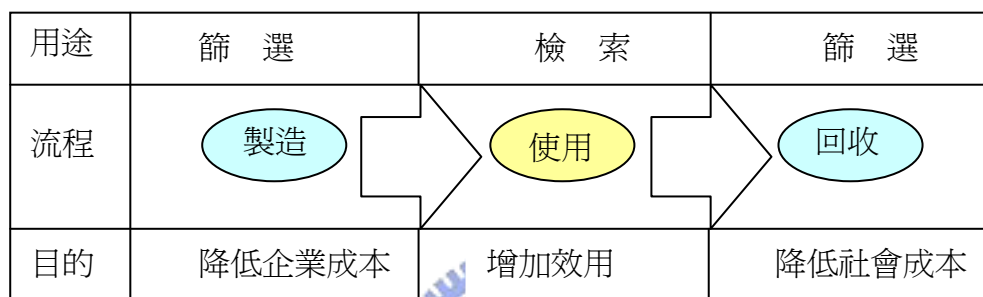 用途 篩 選 檢 索 篩 選
流程 製造 使用 回收
目的 降低企業成本 增加效用 降低社會成本